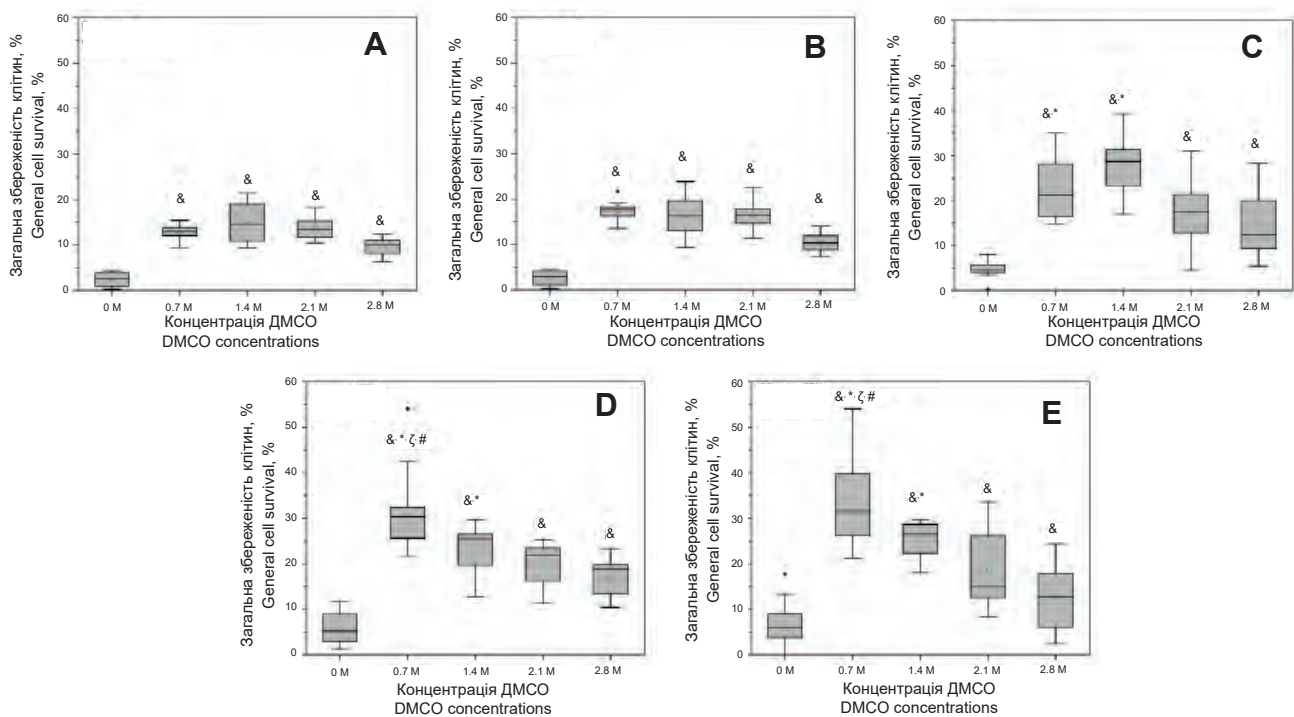 Загальна збереженість клітин, %
General cell survival, %
60
50
40
30
20
10
0
A
&
&
&
&
0 M
0.7 M
1.4 M
2.1 M
2.8 M
Концентрація ДМСО
DMCO concentrations
Загальна збереженість клітин, %
General cell survival, %
60
50
40
30
20
10
0
B
&
&
&
&
0 M
0.7 M
1.4 M
2.1 M
2.8 M
Концентрація ДМСО
DMCO concentrations
Загальна збереженість клітин, %
General cell survival, %
60
50
40
30
20
10
0
C
&·*
&·*
&
&
0 M
0.7 M
1.4 M
2.1 M
2.8 M
Концентрація ДМСО
DMCO concentrations
Загальна збереженість клітин, %
General cell survival, %
60
50
40
30
20
10
0
D
&·*·ζ·#
&·*
&
&
0 M
0.7 M
1.4 M
2.1 M
2.8 M
Концентрація ДМСО
DMCO concentrations
Загальна збереженість клітин, %
General cell survival, %
60
50
40
30
20
10
0
E
&·*·ζ·#
&·*
&
&
0 M
0.7 M
1.4 M
2.1 M
2.8 M
Концентрація ДМСО
DMCO concentrations